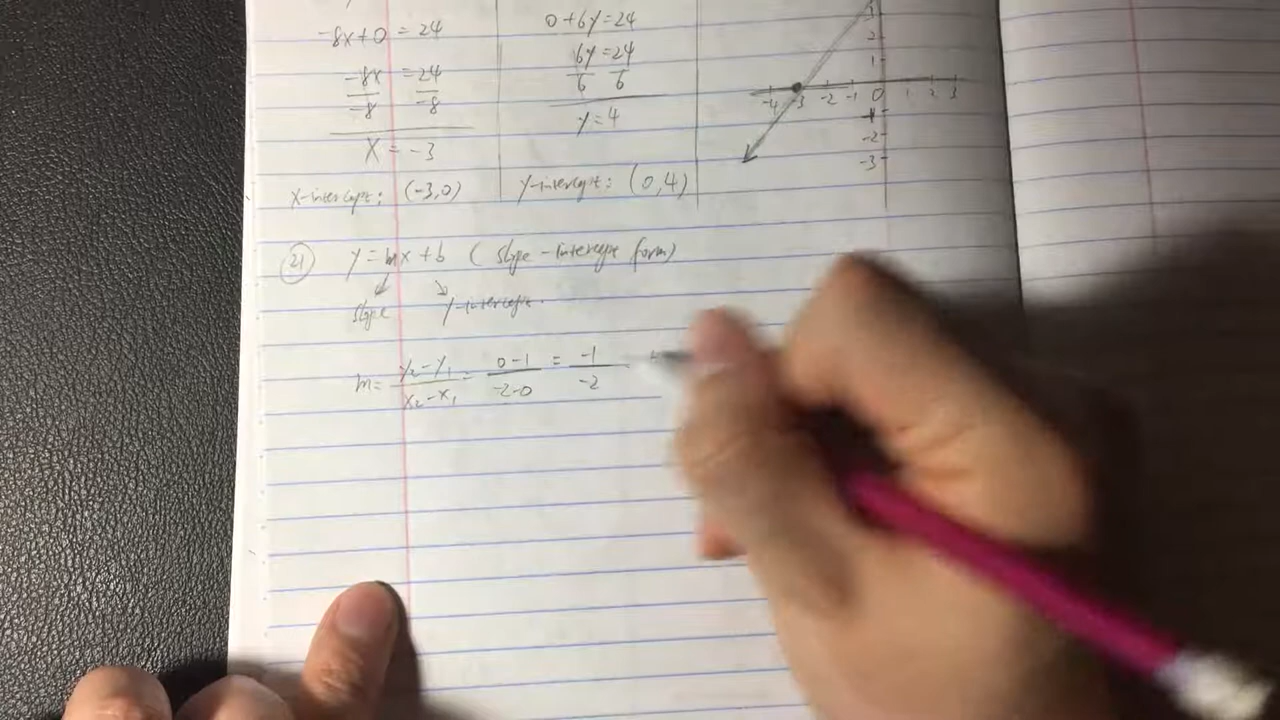 -8x+0 = 24
-8x = 24
-8 -8
x = -3
x-intercept: (-3,0)
0+6y=24
6y=24
6 6
y=4
y-intercept: (0,4)
3
2
1
-4 -3 -2 -1 0 1 2 3
-2
-3
21 y=mx+b (slope-intercept form)
slope y-intercept.
m= y2-y1 = 0-1 = -1 =
x2-x1 -2-0 -2